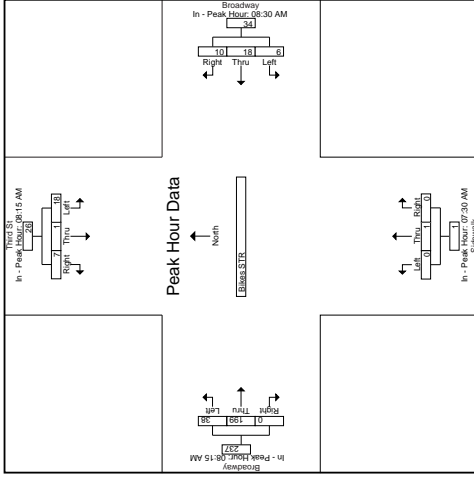 Broadway
In - Peak Hour: 08:30 AM
34
10 18 6
Right Thru Left
Third St
In - Peak Hour: 08:15 AM
26
18 1 7
Left Thru Right
Peak Hour Data
North
Bikes STR
Right Thru Left
0 1 0
1
In - Peak Hour: 07:30 AM
Sidewalk
Left Thru Right
38 199 0
237
In - Peak Hour: 08:15 AM
Broadway